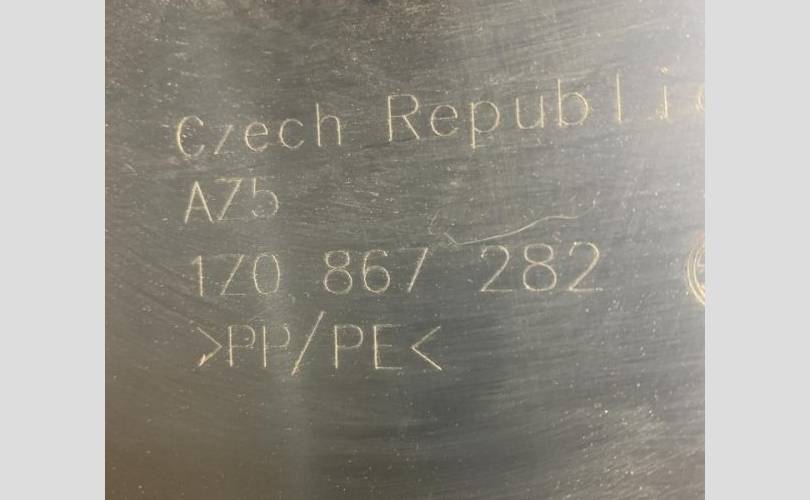 Czech Republic
AZ5
1Z0 867 282
>PP/PE<